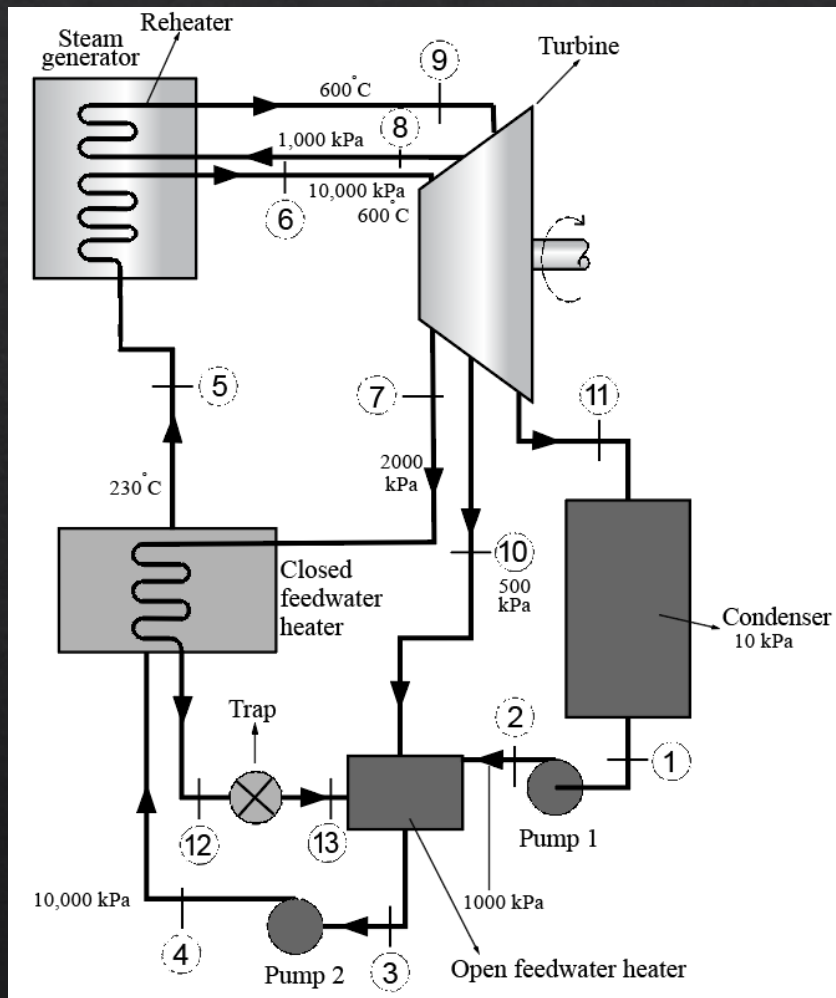 Reheater
Steam
generator
Turbine
9
600°C
8
1,000 kPa
6
10,000 kPa
600°C
5
7
11
2000
kPa
230°C
10
500
kPa
Closed
feedwater
heater
Condenser
10 kPa
Trap
2
1
12
13
Pump 1
10,000 kPa
1000 kPa
4
Pump 2
3
Open feedwater heater